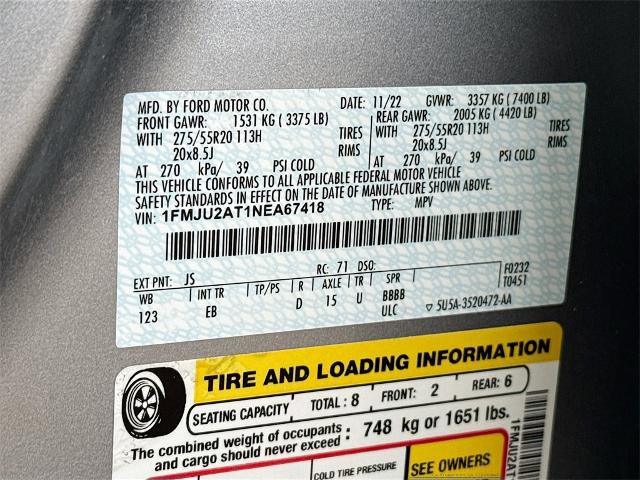 MFD. BY FORD MOTOR CO. DATE: 11/22 GVWR: 3357 KG ( 7400 LB)
FRONT GAWR: 1531 KG ( 3375 LB) REAR GAWR: 2005 KG ( 4420 LB)
WITH 275/55R20 113H TIRES WITH 275/55R20 113H TIRES
20x8.5J RIMS 20x8.5J RIMS
AT 270 kPa/ 39 PSI COLD AT 270 kPa/ 39 PSI COLD
THIS VEHICLE CONFORMS TO ALL APPLICABLE FEDERAL MOTOR VEHICLE
SAFETY STANDARDS IN EFFECT ON THE DATE OF MANUFACTURE SHOWN ABOVE.
VIN: 1FMJU2AT1NEA67418 TYPE: MPV
EXT PNT: JS RC: 71 DSO: F0232
WB INT TR TP/PS R AXLE TR SPR T0451
123 EB D 15 U BBBB
ULC ▽ 5U5A-3520472-AA
TIRE AND LOADING INFORMATION
SEATING CAPACITY TOTAL : 8 FRONT: 2 REAR: 6
The combined weight of occupants
and cargo should never exceed : 748 kg or 1651 lbs.
COLD TIRE PRESSURE SEE OWNERS
1FMJU2AT